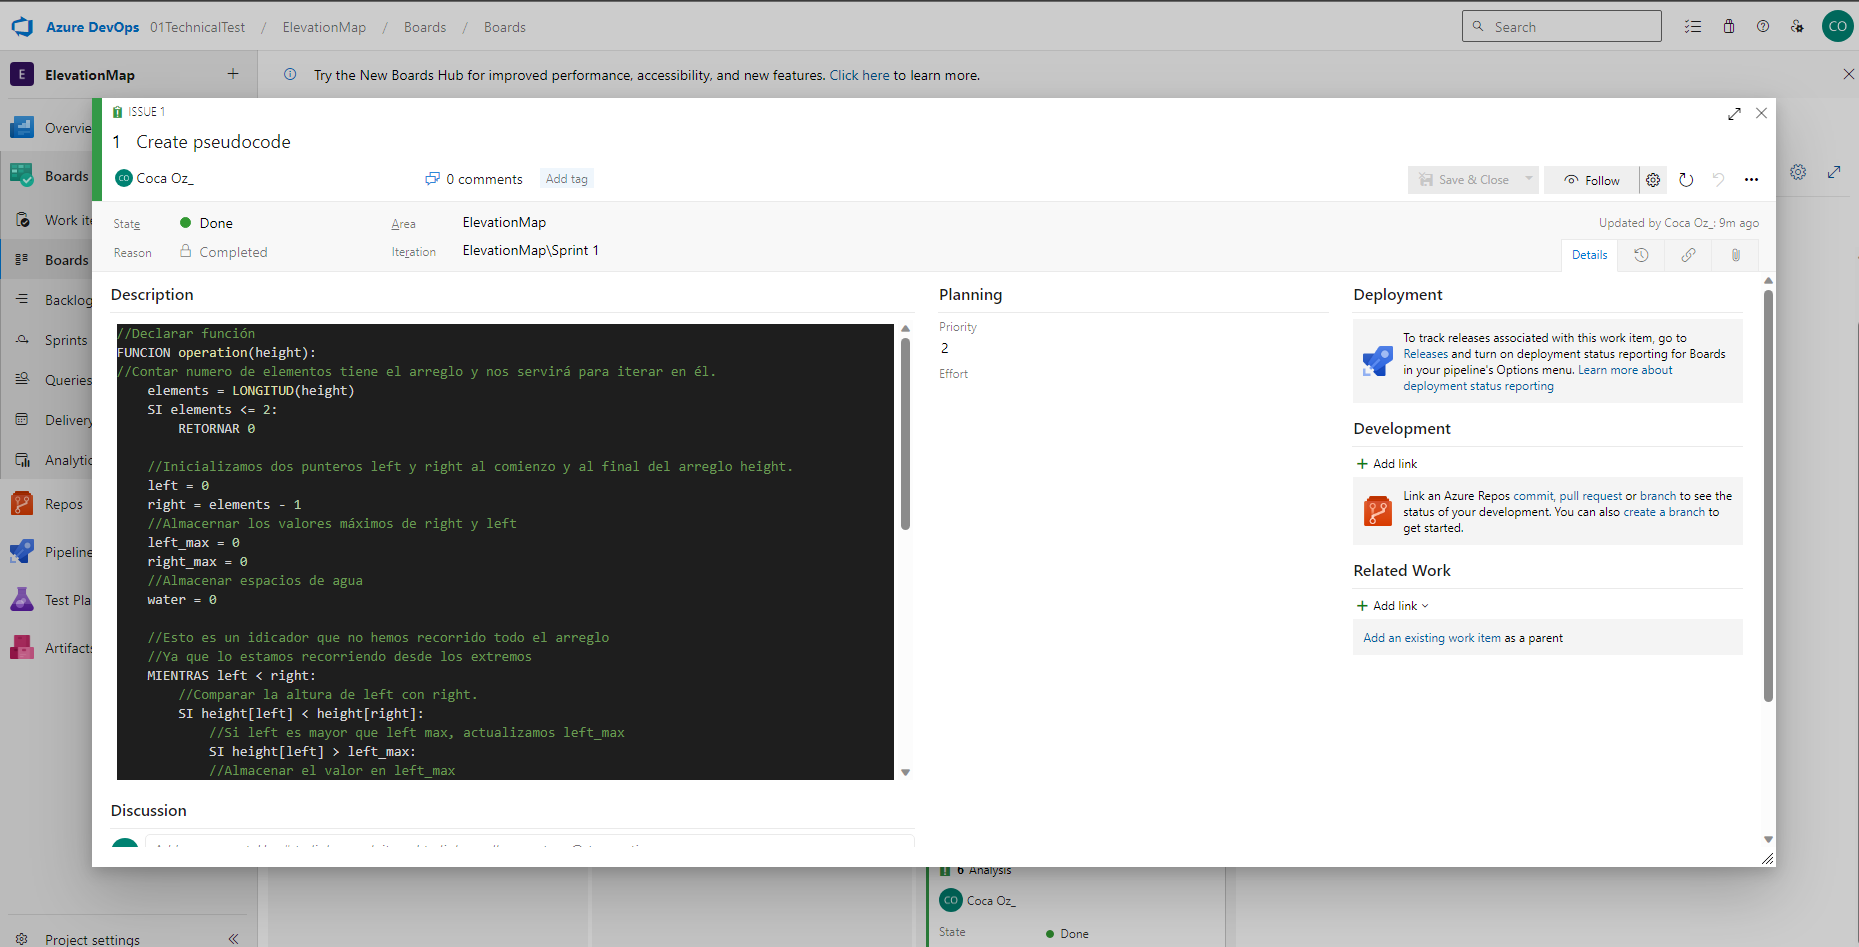 Azure DevOps 01TechnicalTest / ElevationMap / Boards / Boards
Search
CO
E ElevationMap +
Try the New Boards Hub for improved performance, accessibility, and new features. Click here to learn more.
Overvie
Boards
Work ite
Boards
Backlog
Sprints
Queries
Delivery
Analytic
Repos
Pipeline
Test Pla
Artifacts
Project settings
ISSUE 1
1 Create pseudocode
CO Coca Oz_
0 comments
Add tag
Save & Close
Follow
State Done
Area ElevationMap
Updated by Coca Oz_: 9m ago
Reason Completed
Iteration ElevationMap\Sprint 1
Details
Description
//Declarar función
FUNCION operation(height):
//Contar numero de elementos tiene el arreglo y nos servirá para iterar en él.
elements = LONGITUD(height)
SI elements <= 2:
RETORNAR 0
//Inicializamos dos punteros left y right al comienzo y al final del arreglo height.
left = 0
right = elements - 1
//Almacernar los valores máximos de right y left
left_max = 0
right_max = 0
//Almacenar espacios de agua
water = 0
//Esto es un idicador que no hemos recorrido todo el arreglo
//Ya que lo estamos recorriendo desde los extremos
MIENTRAS left < right:
//Comparar la altura de left con right.
SI height[left] < height[right]:
//Si left es mayor que left max, actualizamos left_max
SI height[left] > left_max:
//Almacenar el valor en left_max
Discussion
Planning
Priority
2
Effort
Deployment
To track releases associated with this work item, go to
Releases and turn on deployment status reporting for Boards
in your pipeline's Options menu. Learn more about
deployment status reporting
Development
+ Add link
Link an Azure Repos commit, pull request or branch to see the
status of your development. You can also create a branch to
get started.
Related Work
+ Add link
Add an existing work item as a parent
6 Analysis
CO Coca Oz_
State Done